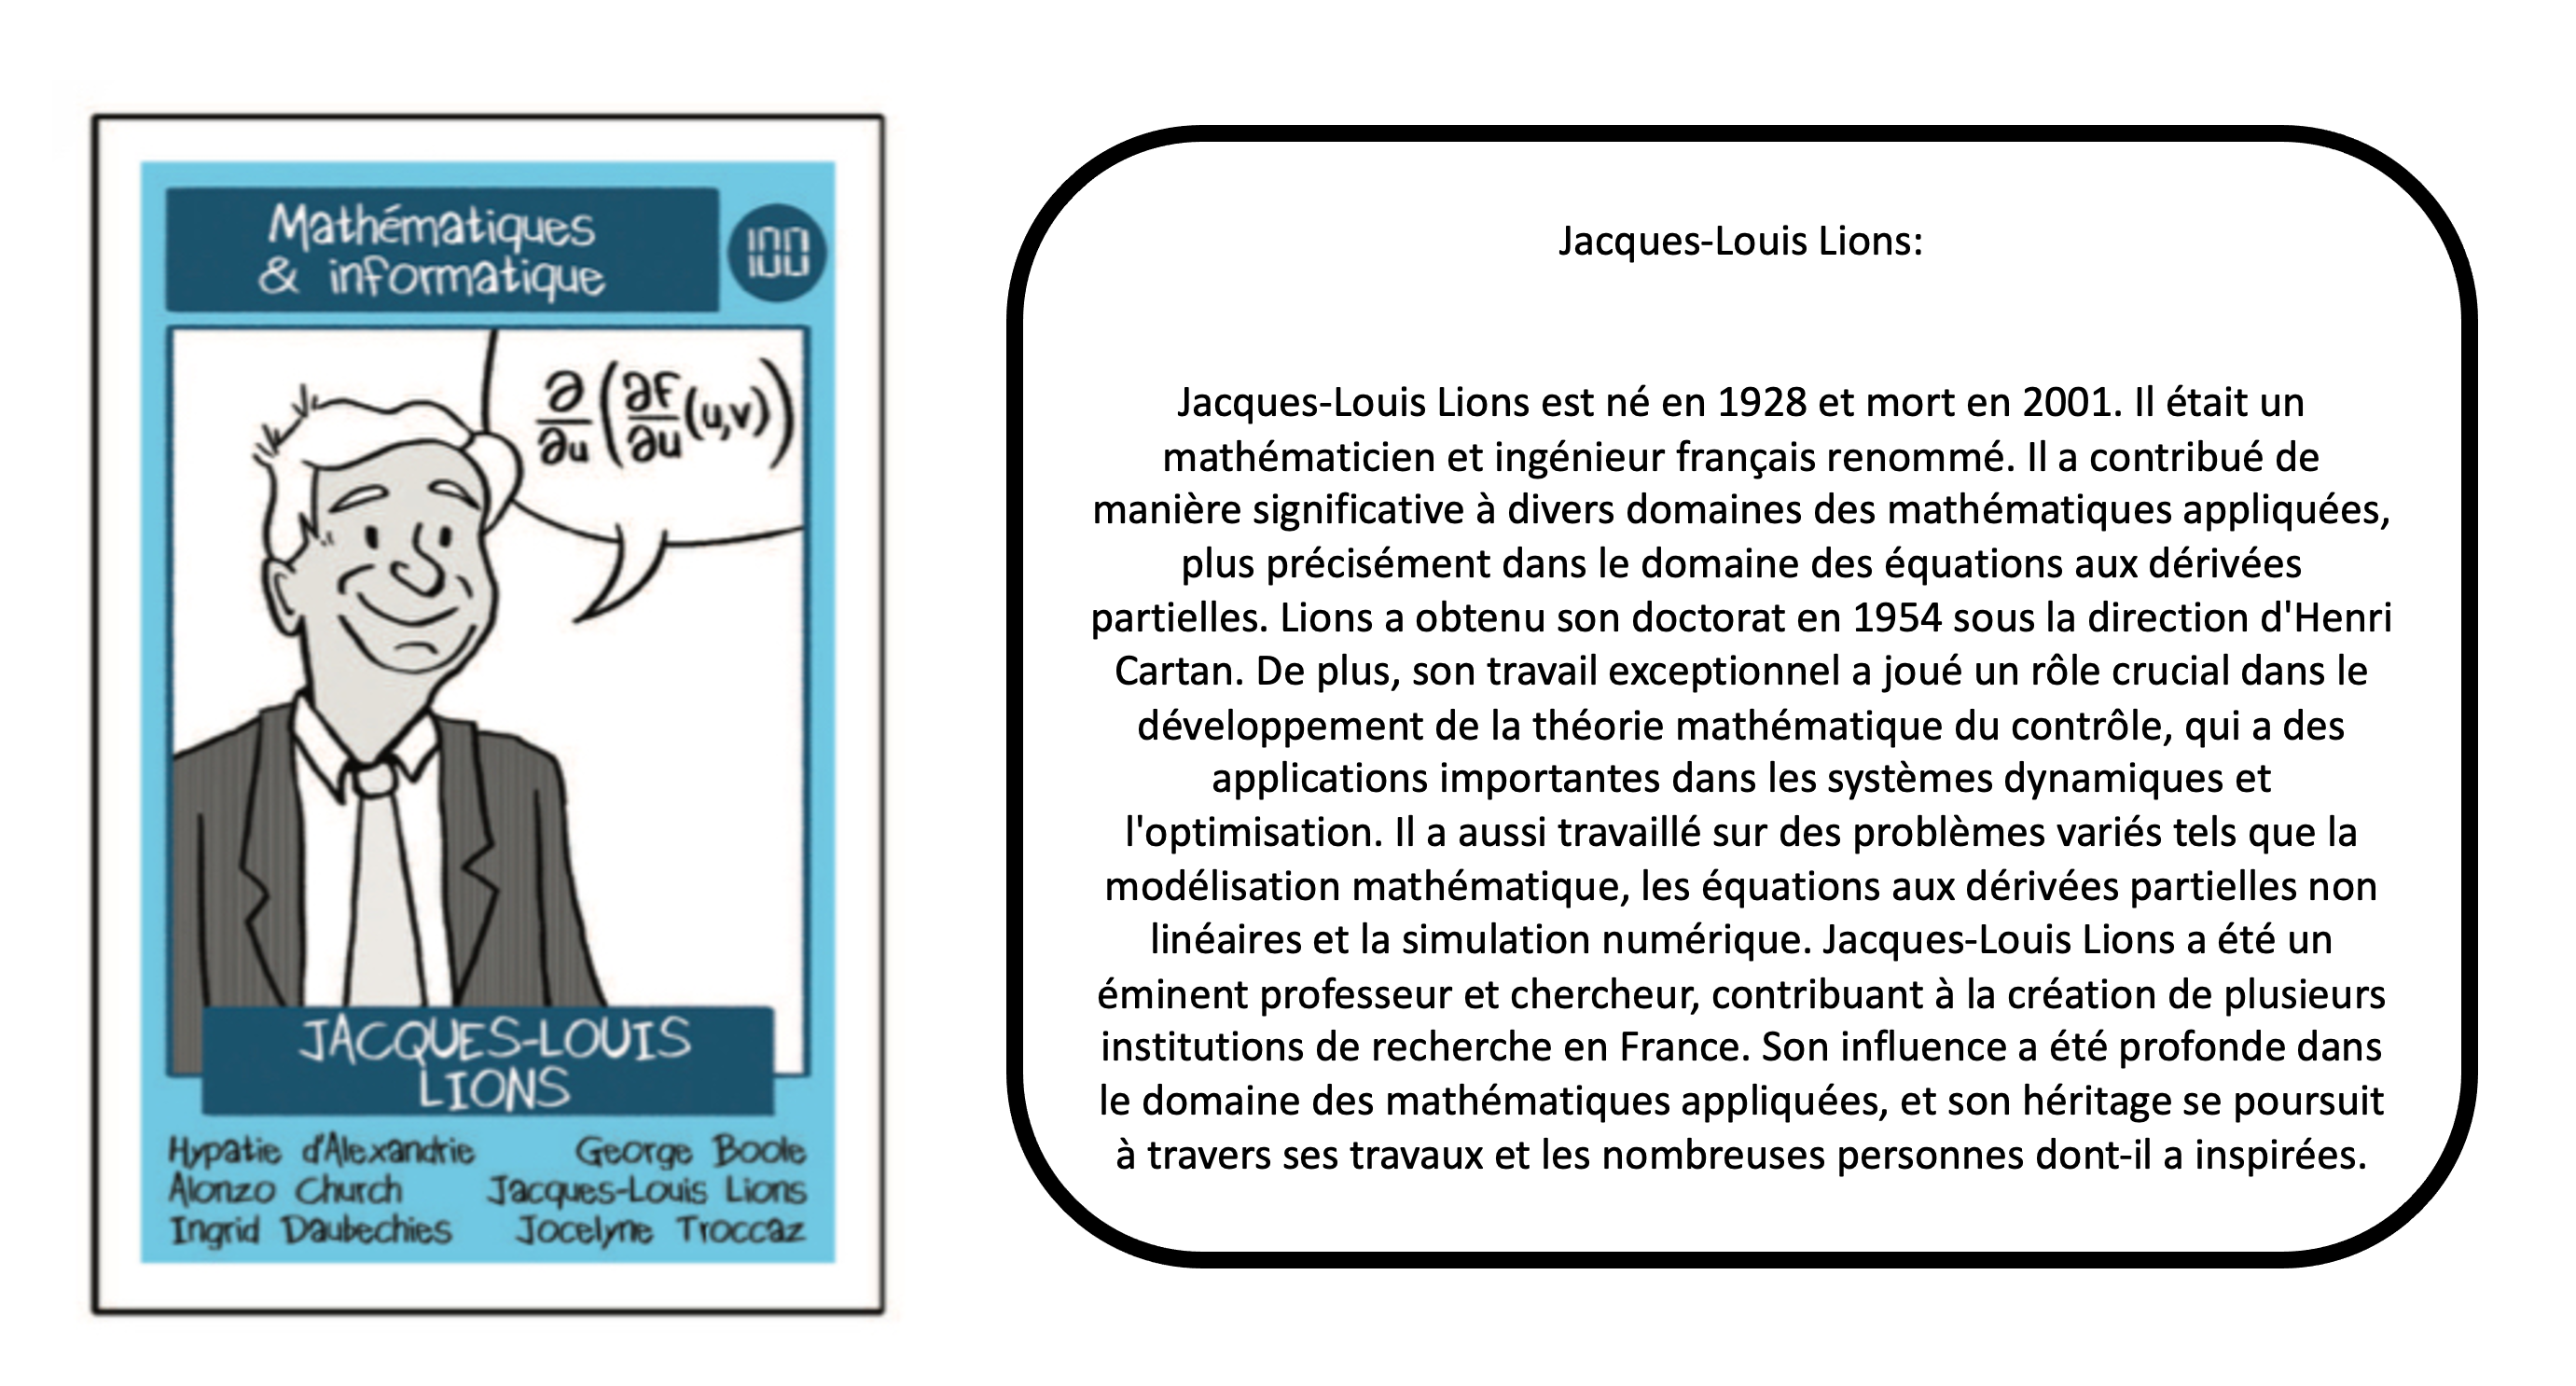 Mathématiques
& informatique
100
∂/∂u (∂F/∂u (u,v))
JACQUES-LOUIS
LIONS
Hypatie d'Alexandrie George Boole
Alonzo Church Jacques-Louis Lions
Ingrid Daubechies Jocelyne Troccaz
Jacques-Louis Lions:
Jacques-Louis Lions est né en 1928 et mort en 2001. Il était un
mathématicien et ingénieur français renommé. Il a contribué de
manière significative à divers domaines des mathématiques appliquées,
plus précisément dans le domaine des équations aux dérivées
partielles. Lions a obtenu son doctorat en 1954 sous la direction d'Henri
Cartan. De plus, son travail exceptionnel a joué un rôle crucial dans le
développement de la théorie mathématique du contrôle, qui a des
applications importantes dans les systèmes dynamiques et
l'optimisation. Il a aussi travaillé sur des problèmes variés tels que la
modélisation mathématique, les équations aux dérivées partielles non
linéaires et la simulation numérique. Jacques-Louis Lions a été un
éminent professeur et chercheur, contribuant à la création de plusieurs
institutions de recherche en France. Son influence a été profonde dans
le domaine des mathématiques appliquées, et son héritage se poursuit
à travers ses travaux et les nombreuses personnes dont-il a inspirées.